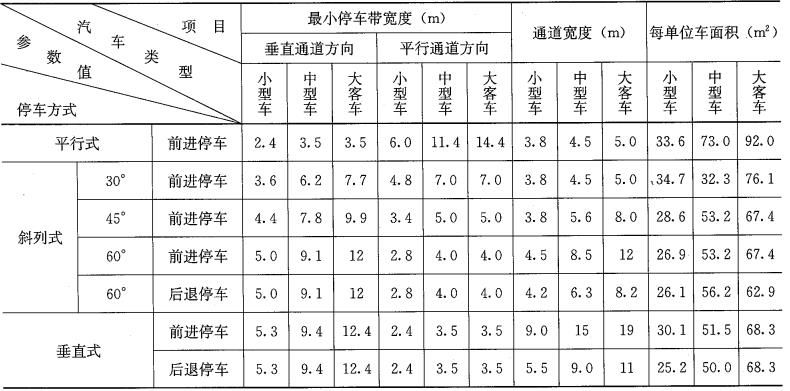 项目 最小停车带宽度（m） 通道宽度（m） 每单位车面积（m²）
汽车类型 垂直通道方向 平行通道方向
参数值
停车方式 小型车 中型车 大客车 小型车 中型车 大客车 小型车 中型车 大客车 小型车 中型车 大客车
平行式 前进停车 2.4 3.5 3.5 6.0 11.4 14.4 3.8 4.5 5.0 33.6 73.0 92.0
斜列式 30° 前进停车 3.6 6.2 7.7 4.8 7.0 7.0 3.8 4.5 5.0 34.7 32.3 76.1
45° 前进停车 4.4 7.8 9.9 3.4 5.0 5.0 3.8 5.6 8.0 28.6 53.2 67.4
60° 前进停车 5.0 9.1 12 2.8 4.0 4.0 4.5 8.5 12 26.9 53.2 67.4
60° 后退停车 5.0 9.1 12 2.8 4.0 4.0 4.2 6.3 8.2 26.1 56.2 62.9
垂直式 前进停车 5.3 9.4 12.4 2.4 3.5 3.5 9.0 15 19 30.1 51.5 68.3
后退停车 5.3 9.4 12.4 2.4 3.5 3.5 5.5 9.0 11 25.2 50.0 68.3